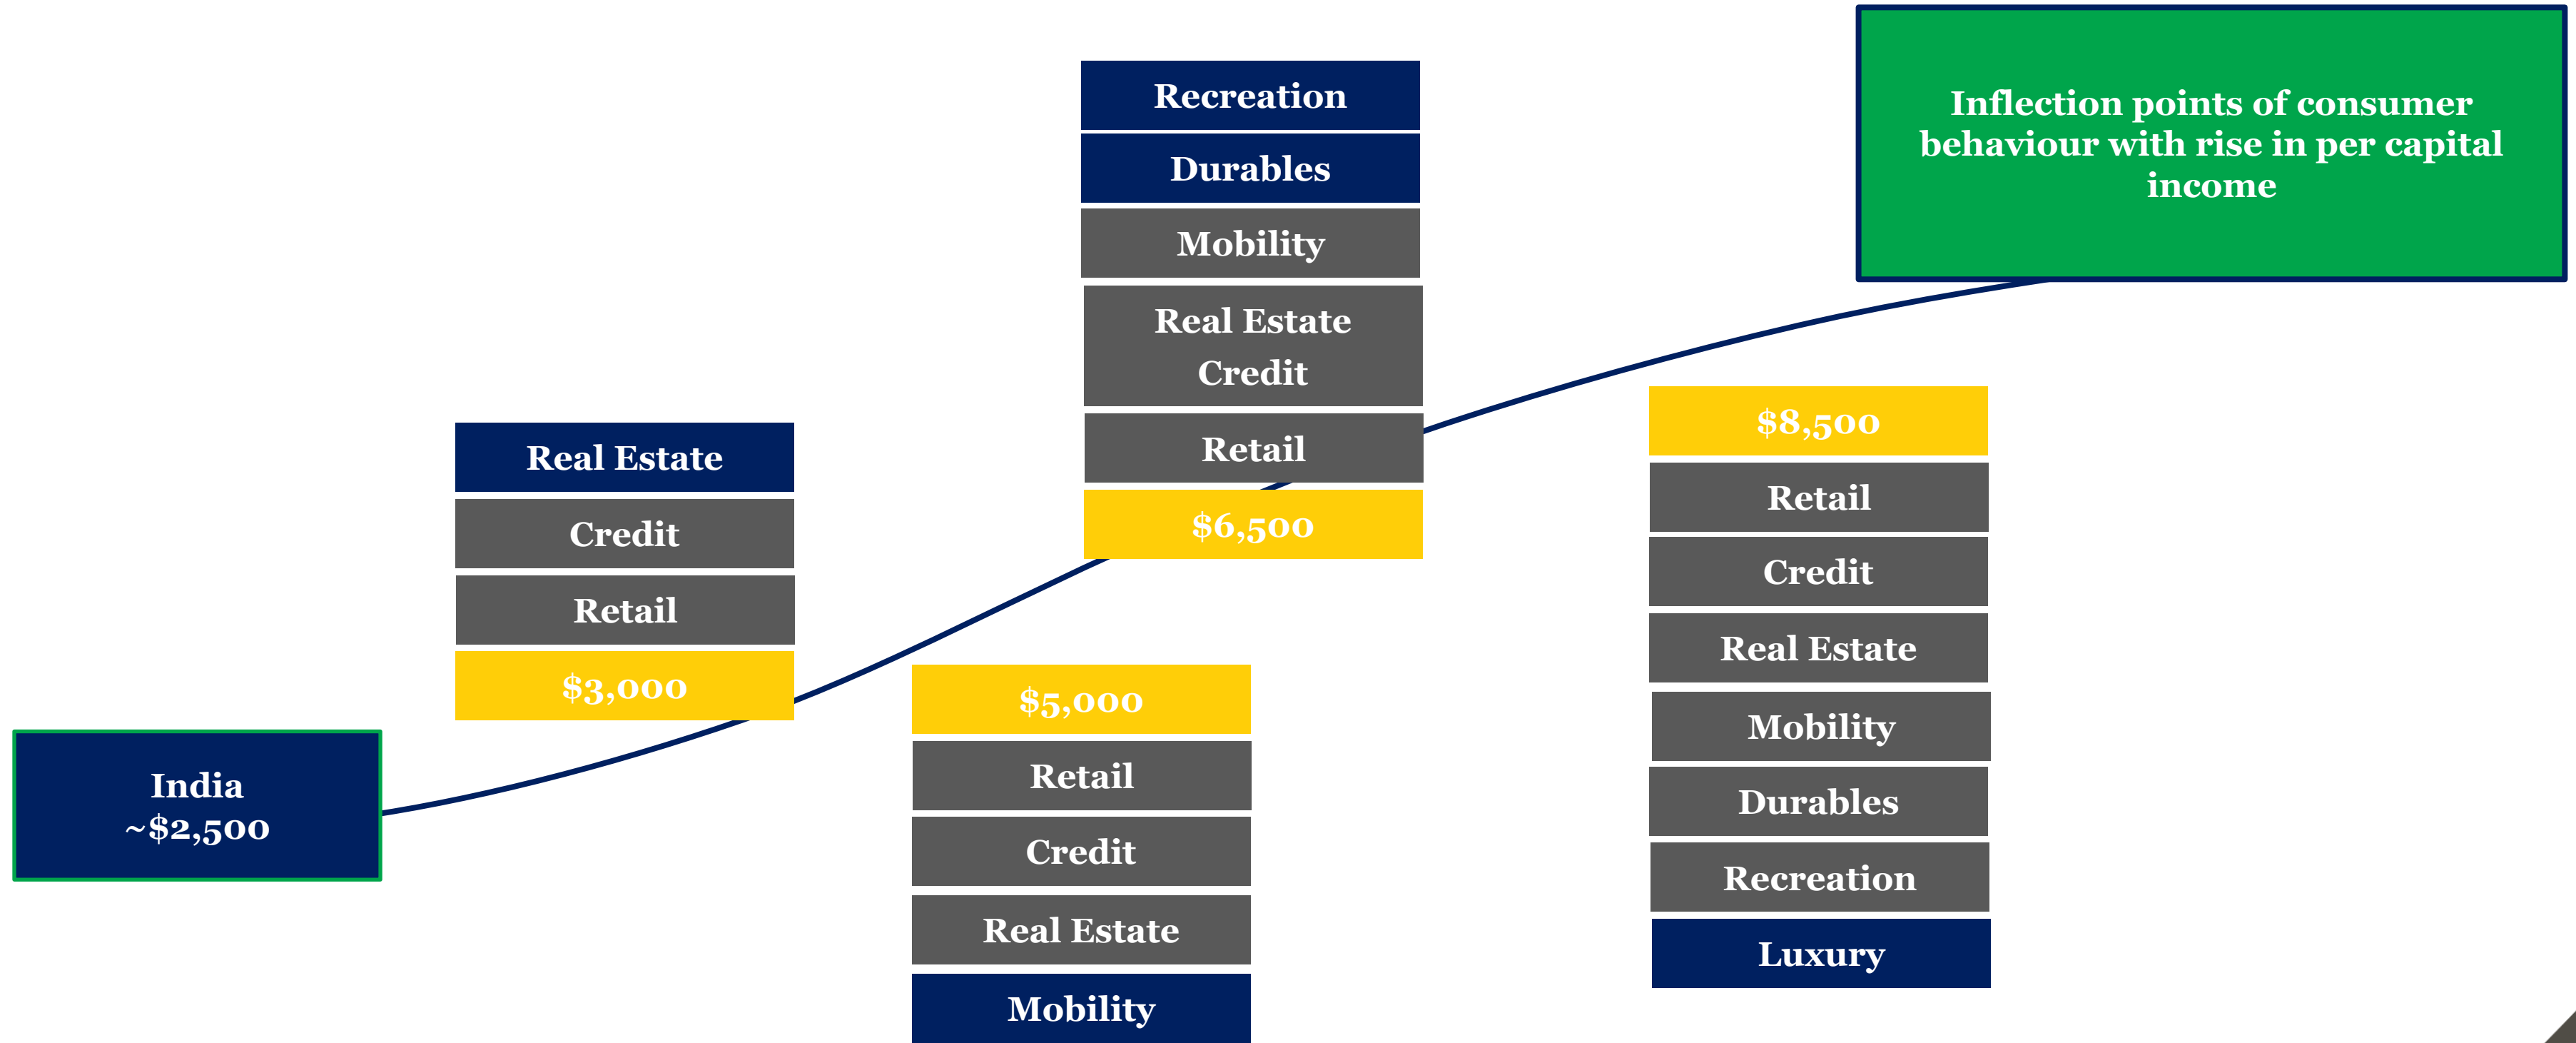 Inflection points of consumer
behaviour with rise in per capital
income
India
~$2,500
Real Estate
Credit
Retail
$3,000
$5,000
Retail
Credit
Real Estate
Mobility
Recreation
Durables
Mobility
Real Estate
Credit
Retail
$6,500
$8,500
Retail
Credit
Real Estate
Mobility
Durables
Recreation
Luxury